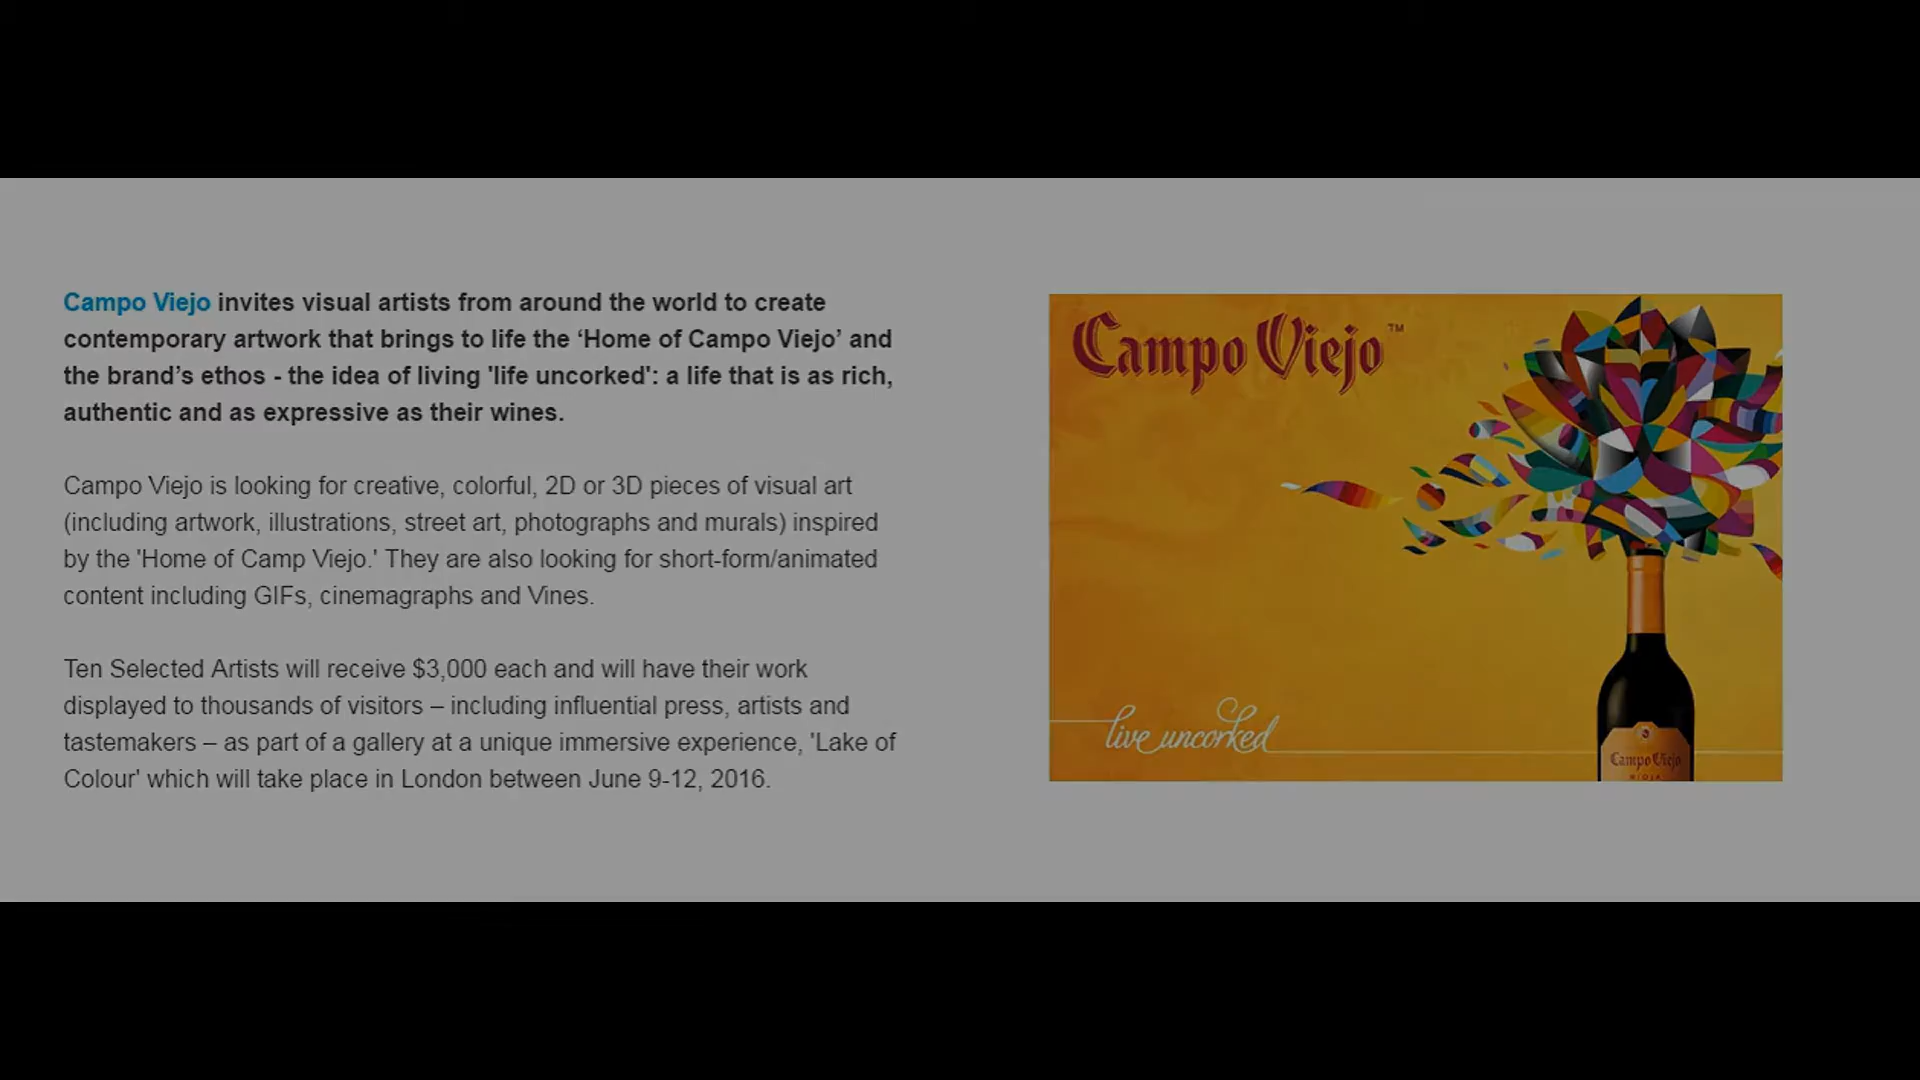 Campo Viejo invites visual artists from around the world to create
contemporary artwork that brings to life the ‘Home of Campo Viejo’ and
the brand’s ethos - the idea of living 'life uncorked': a life that is as rich,
authentic and as expressive as their wines.
Campo Viejo is looking for creative, colorful, 2D or 3D pieces of visual art
(including artwork, illustrations, street art, photographs and murals) inspired
by the 'Home of Camp Viejo.' They are also looking for short-form/animated
content including GIFs, cinemagraphs and Vines.
Ten Selected Artists will receive $3,000 each and will have their work
displayed to thousands of visitors – including influential press, artists and
tastemakers – as part of a gallery at a unique immersive experience, 'Lake of
Colour' which will take place in London between June 9-12, 2016.
Campo Viejo™
live uncorked
Campo Viejo
RIOJA